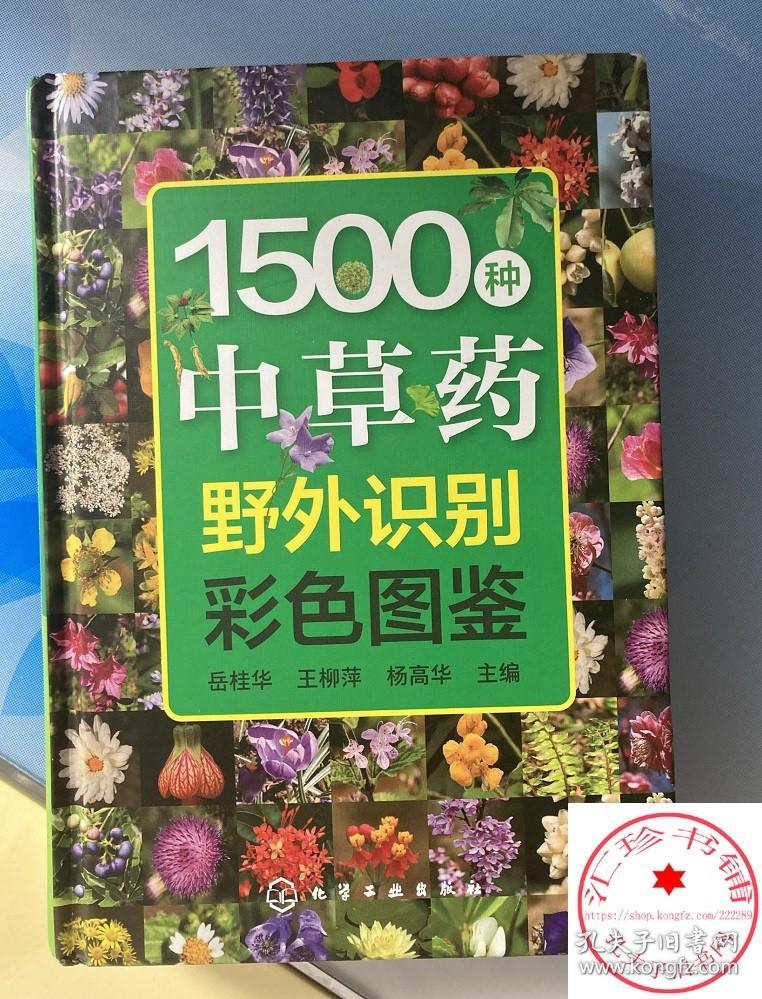 1500种
中草药
野外识别
彩色图鉴
岳桂华 王柳萍 杨高华 主编
化学工业出版社
汇珍书馆
https://shop.kongfz.com/222289
孔夫子旧书网
www.kongfz.com